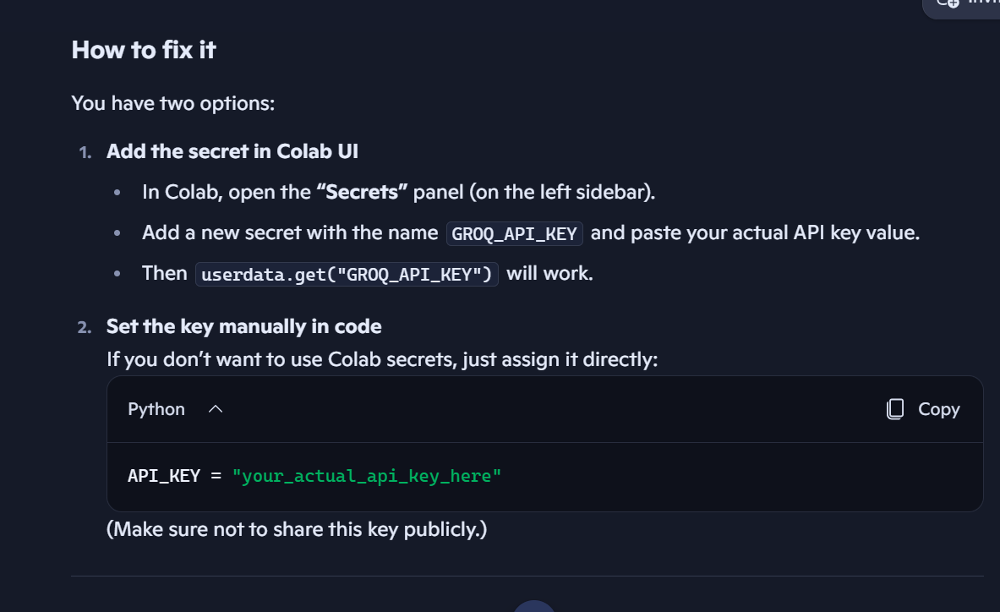 How to fix it
You have two options:
1. Add the secret in Colab UI
• In Colab, open the “Secrets” panel (on the left sidebar).
• Add a new secret with the name GROQ_API_KEY and paste your actual API key value.
• Then userdata.get("GROQ_API_KEY") will work.
2. Set the key manually in code
If you don’t want to use Colab secrets, just assign it directly:
Python Copy
API_KEY = "your_actual_api_key_here"
(Make sure not to share this key publicly.)